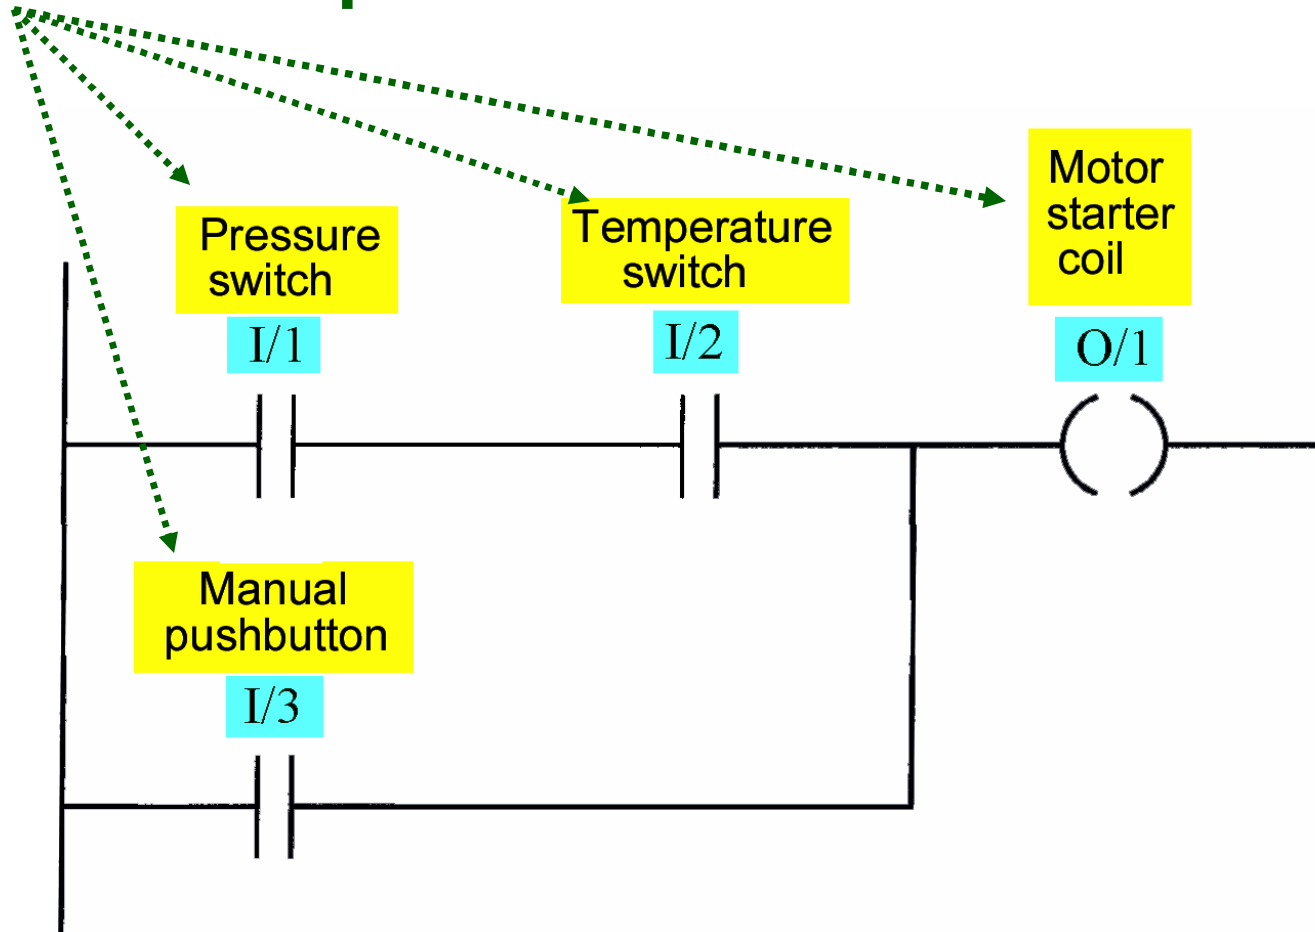 Motor
starter
coil
Pressure
switch
Temperature
switch
I/1
I/2
O/1
Manual
pushbutton
I/3